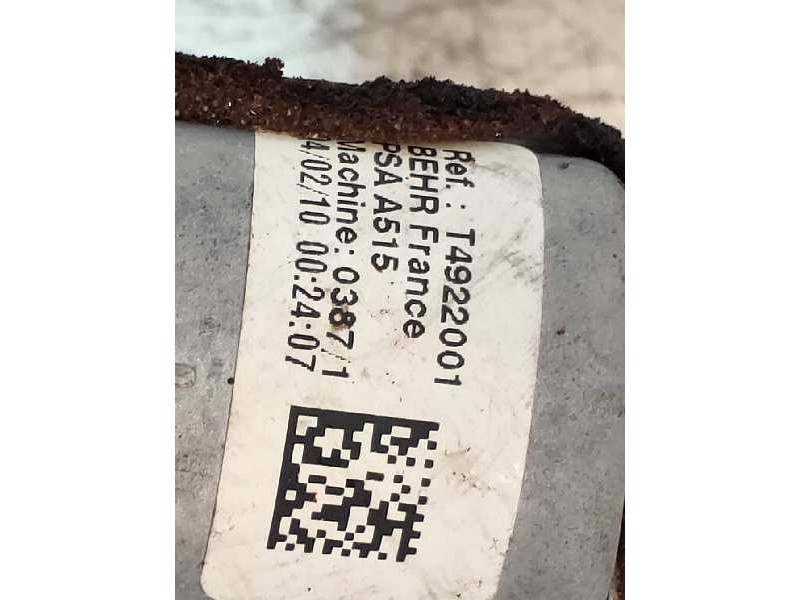 Ref. : T4922001
BEHR France
PSA A515
Machine: 0387/1
4/02/10 00:24:07